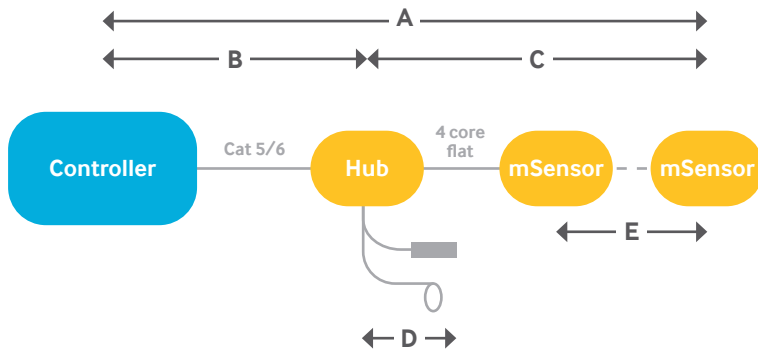 A
B
C
Controller
Cat 5/6
Hub
4 core
flat
mSensor
mSensor
E
D